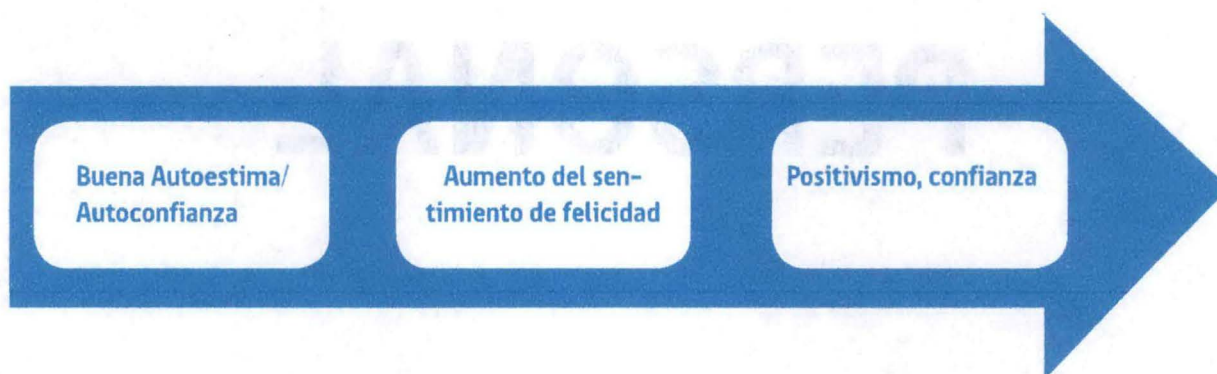 Buena Autoestima/
Autoconfianza
Aumento del sen-
timiento de felicidad
Positivismo, confianza